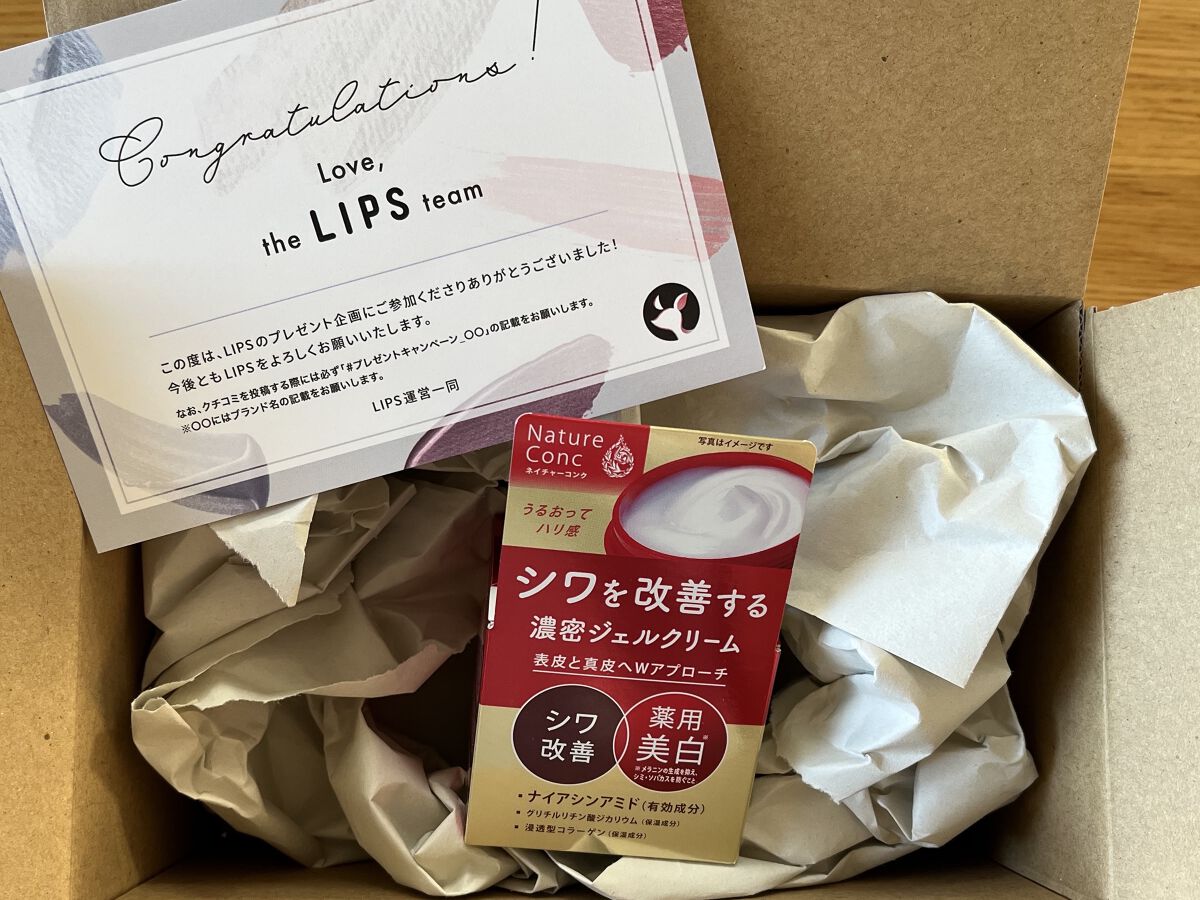 Congratulations!
Love,
the LIPS team
この度は、LIPSのプレゼント企画にご参加くださりありがとうございました!
今後ともLIPSをよろしくお願いいたします。
なお、クチコミを投稿する際には必ず「#プレゼントキャンペーン_〇〇」の記載をお願いします。
※〇〇にはブランド名の記載をお願いします。
LIPS運営一同
Nature
Conc
ネイチャーコンク
写真はイメージです
うるおって
ハリ感
シワを改善する
濃密ジェルクリーム
表皮と真皮へWアプローチ
シワ
改善
薬用
美白※
※メラニンの生成を抑え、
シミ・ソバカスを防ぐこと
▪ナイアシンアミド(有効成分)
▪グリチルリチン酸ジカリウム(保湿成分)
▪浸透型コラーゲン(保湿成分)